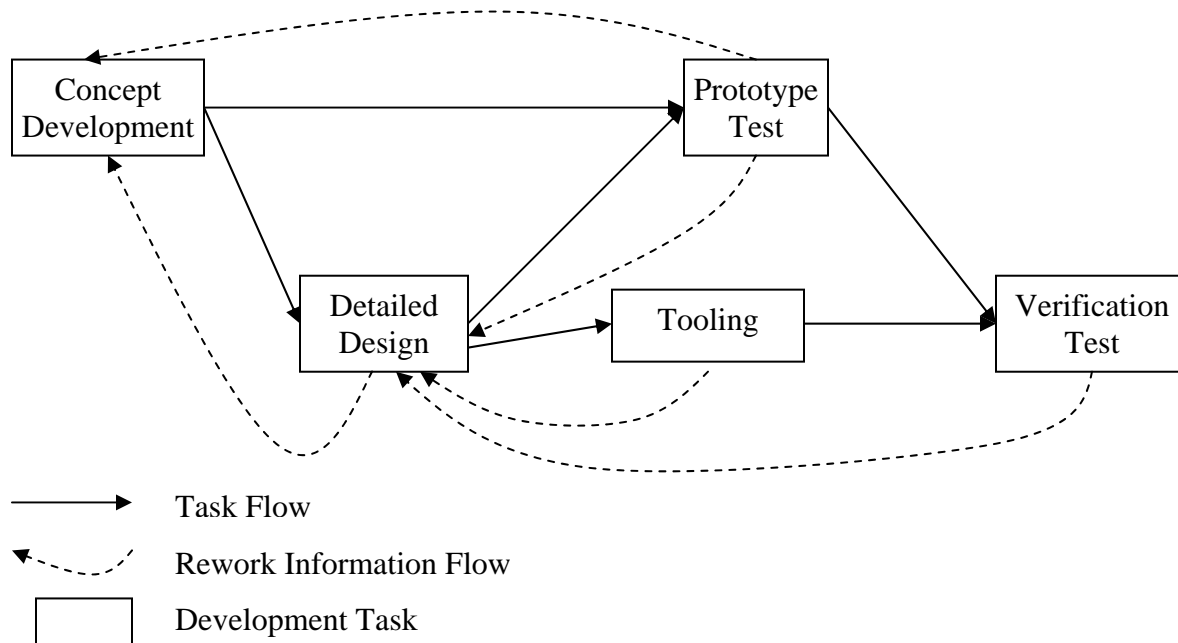 Concept
Development
Prototype
Test
Detailed
Design
Tooling
Verification
Test
Task Flow
Rework Information Flow
Development Task